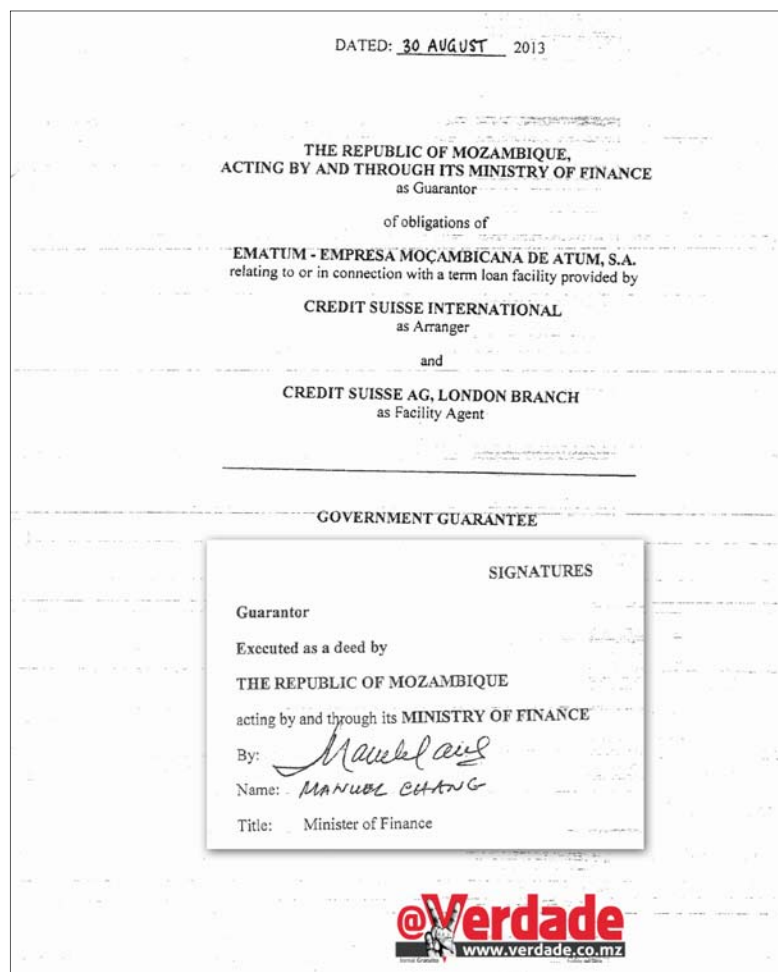 DATED: 30 AUGUST 2013
THE REPUBLIC OF MOZAMBIQUE,
ACTING BY AND THROUGH ITS MINISTRY OF FINANCE
as Guarantor
of obligations of
EMATUM - EMPRESA MOÇAMBICANA DE ATUM, S.A.
relating to or in connection with a term loan facility provided by
CREDIT SUISSE INTERNATIONAL
as Arranger
and
CREDIT SUISSE AG, LONDON BRANCH
as Facility Agent
GOVERNMENT GUARANTEE
SIGNATURES
Guarantor
Executed as a deed by
THE REPUBLIC OF MOZAMBIQUE
acting by and through its MINISTRY OF FINANCE
By:
Name: MANUEL CHANG
Title: Minister of Finance
@Verdade
www.verdade.co.mz
Jornal Gratuito